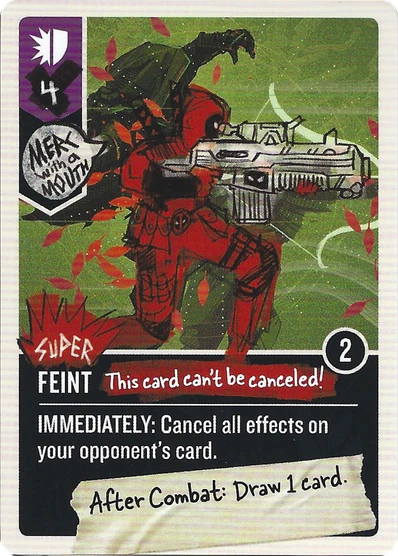 4
MERC
WITH A
MOUTH
SUPER
2
FEINT This card can't be canceled!
IMMEDIATELY: Cancel all effects on
your opponent's card.
After Combat: Draw 1 card.